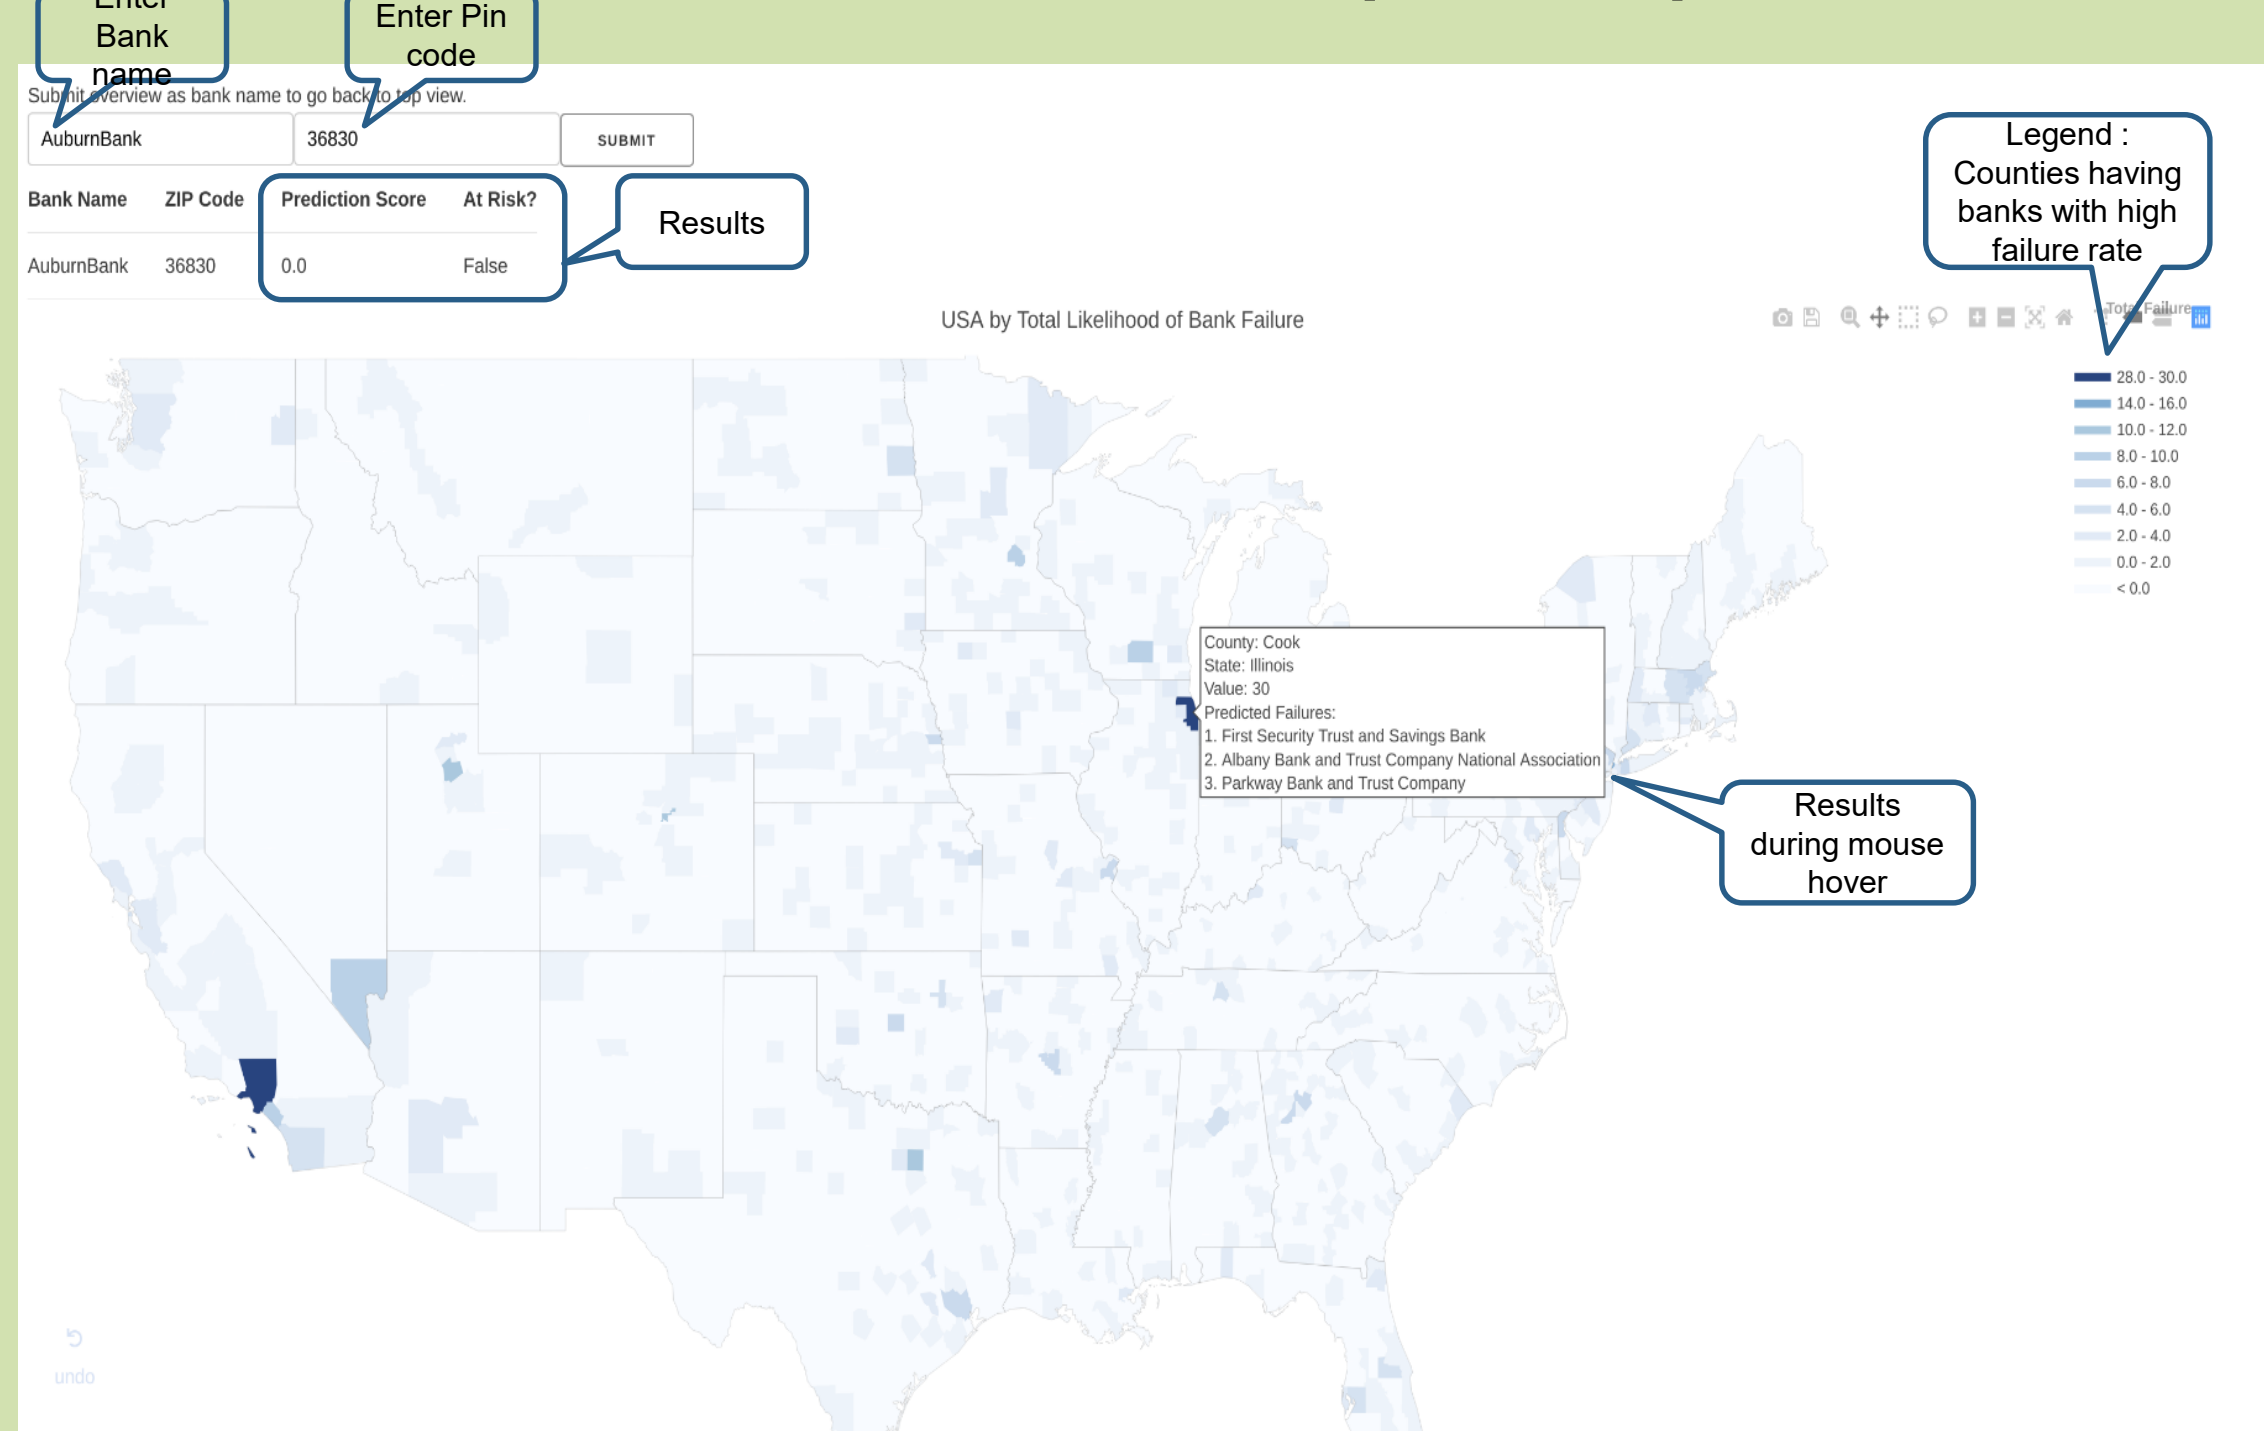 Enter
Bank
name
Enter Pin
code
Submit overview as bank name to go back to top view.
AuburnBank
36830
SUBMIT
Bank Name ZIP Code Prediction Score At Risk?
AuburnBank 36830 0.0 False
Results
Legend :
Counties having
banks with high
failure rate
USA by Total Likelihood of Bank Failure
Total Failure
28.0 - 30.0
14.0 - 16.0
10.0 - 12.0
8.0 - 10.0
6.0 - 8.0
4.0 - 6.0
2.0 - 4.0
0.0 - 2.0
< 0.0
County: Cook
State: Illinois
Value: 30
Predicted Failures:
1. First Security Trust and Savings Bank
2. Albany Bank and Trust Company National Association
3. Parkway Bank and Trust Company
Results
during mouse
hover
undo